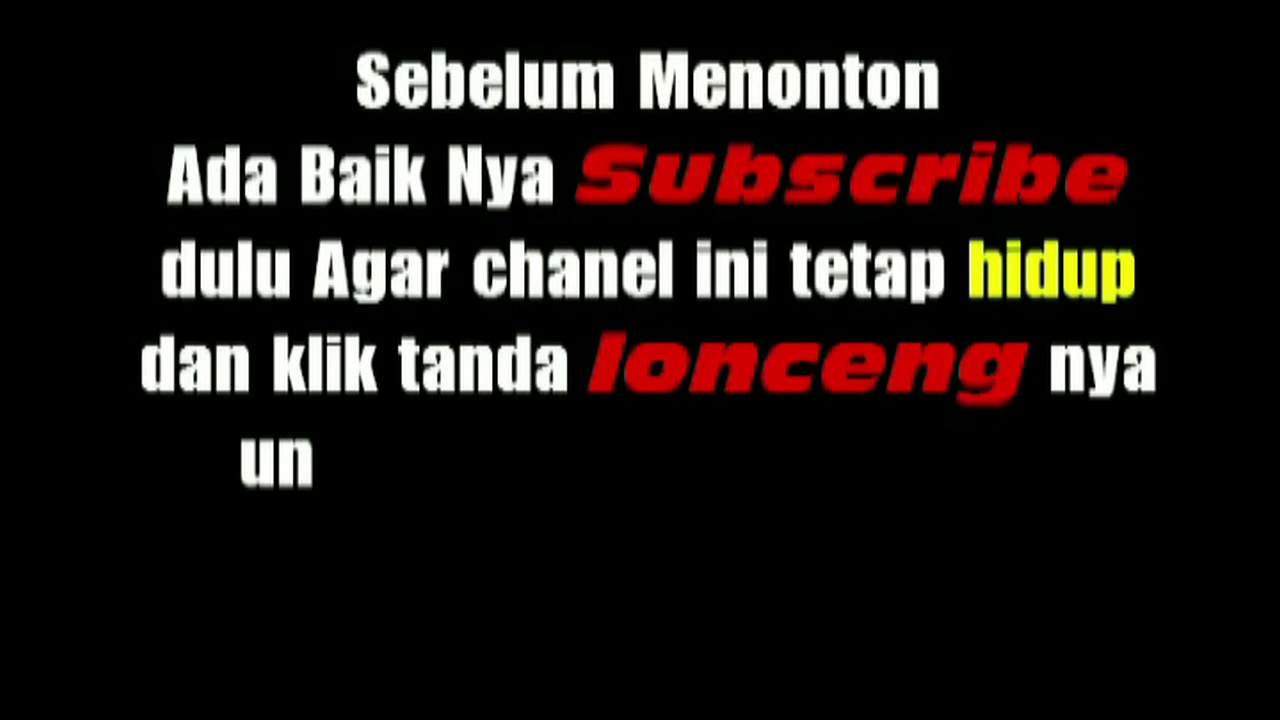 Sebelum Menonton
Ada Baik Nya Subscribe
dulu Agar chanel ini tetap hidup
dan klik tanda lonceng nya
un